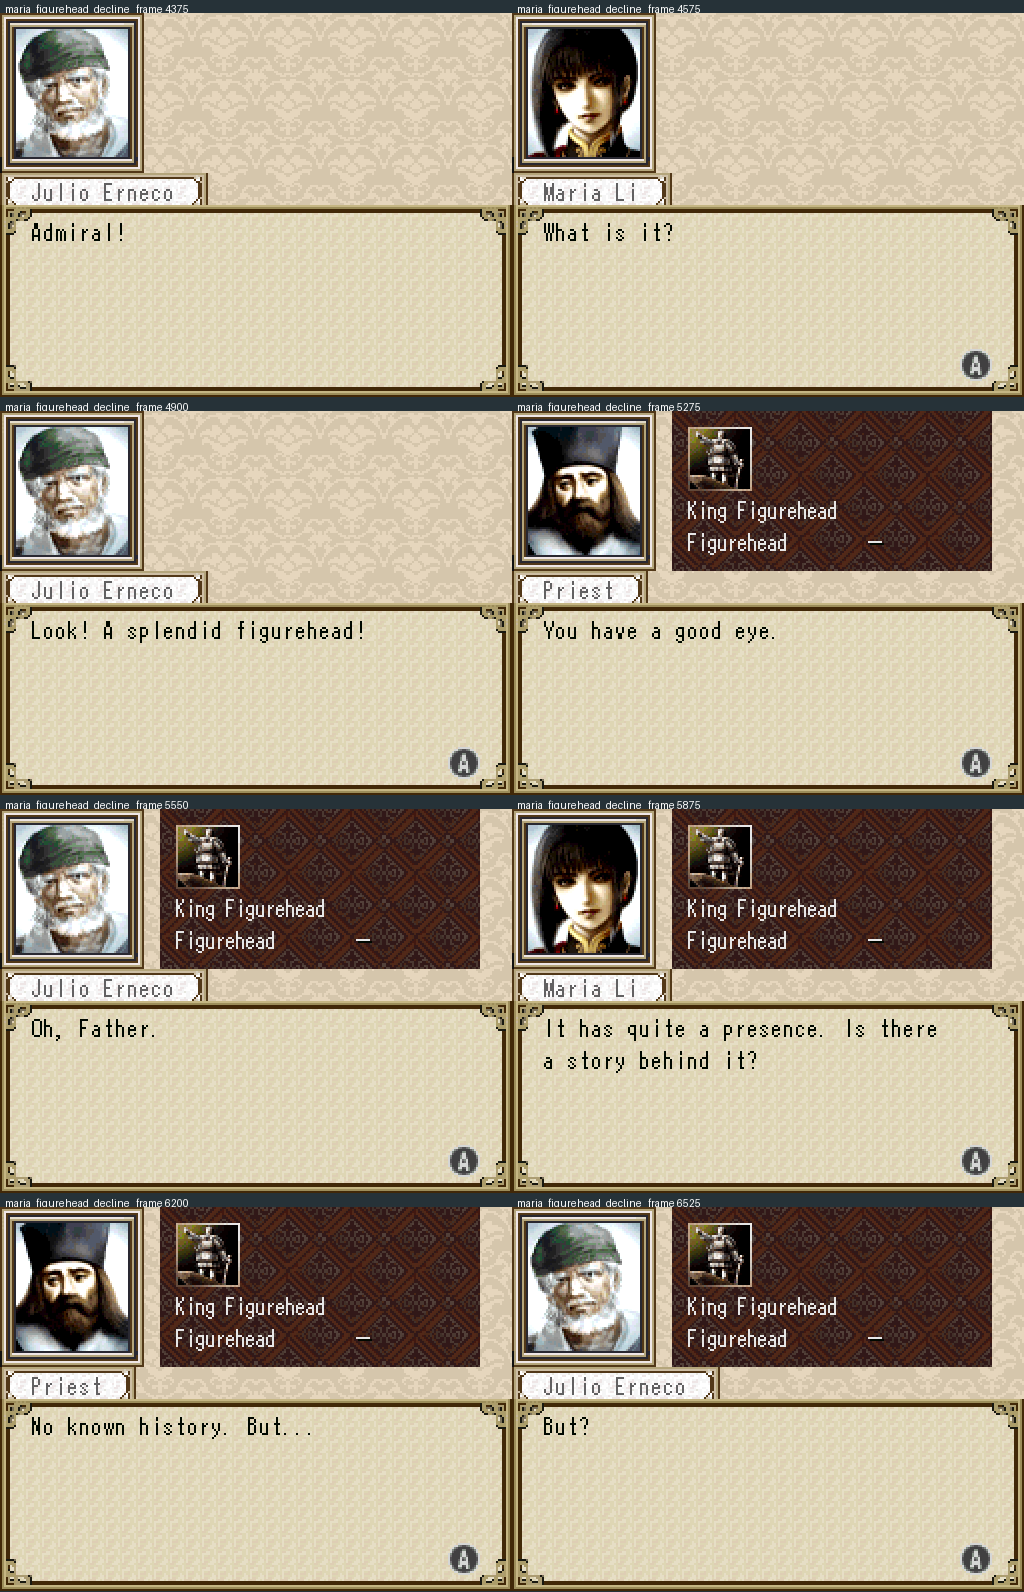 maria_figurehead_decline_frame 4375
Julio Erneco
Admiral!
maria_figurehead_decline_frame 4575
Maria Li
What is it?
A
maria_figurehead_decline_frame 4900
Julio Erneco
Look! A splendid figurehead!
A
maria_figurehead_decline_frame 5275
King Figurehead
Figurehead —
Priest
You have a good eye.
A
maria_figurehead_decline_frame 5550
King Figurehead
Figurehead —
Julio Erneco
Oh, Father.
A
maria_figurehead_decline_frame 5875
King Figurehead
Figurehead —
Maria Li
It has quite a presence. Is there
a story behind it?
A
maria_figurehead_decline_frame 6200
King Figurehead
Figurehead —
Priest
No known history. But...
A
maria_figurehead_decline_frame 6525
King Figurehead
Figurehead —
Julio Erneco
But?
A